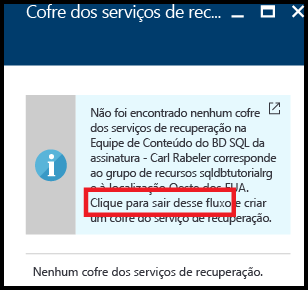 Cofre dos serviços de rec...
Não foi encontrado nenhum cofre
dos serviços de recuperação na
Equipe de Conteúdo do BD SQL da
assinatura - Carl Rabeler corresponde
ao grupo de recursos sqldbtutorialrg
e à localização Oeste dos EUA.
Clique para sair desse fluxo e criar
um cofre do serviço de recuperação.
Nenhum cofre dos serviços de recuperação.